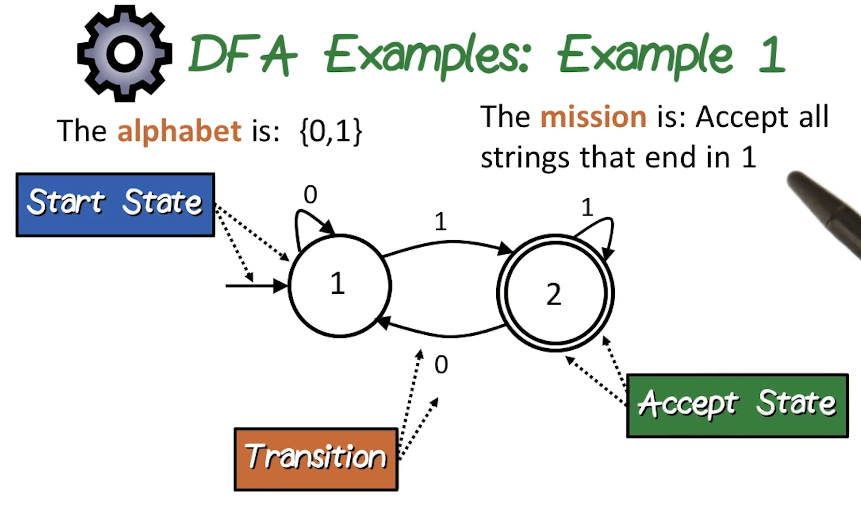 DFA Examples: Example 1
The alphabet is: {0,1}
The mission is: Accept all
strings that end in 1
Start State
0
1
1
1
2
0
Accept State
Transition